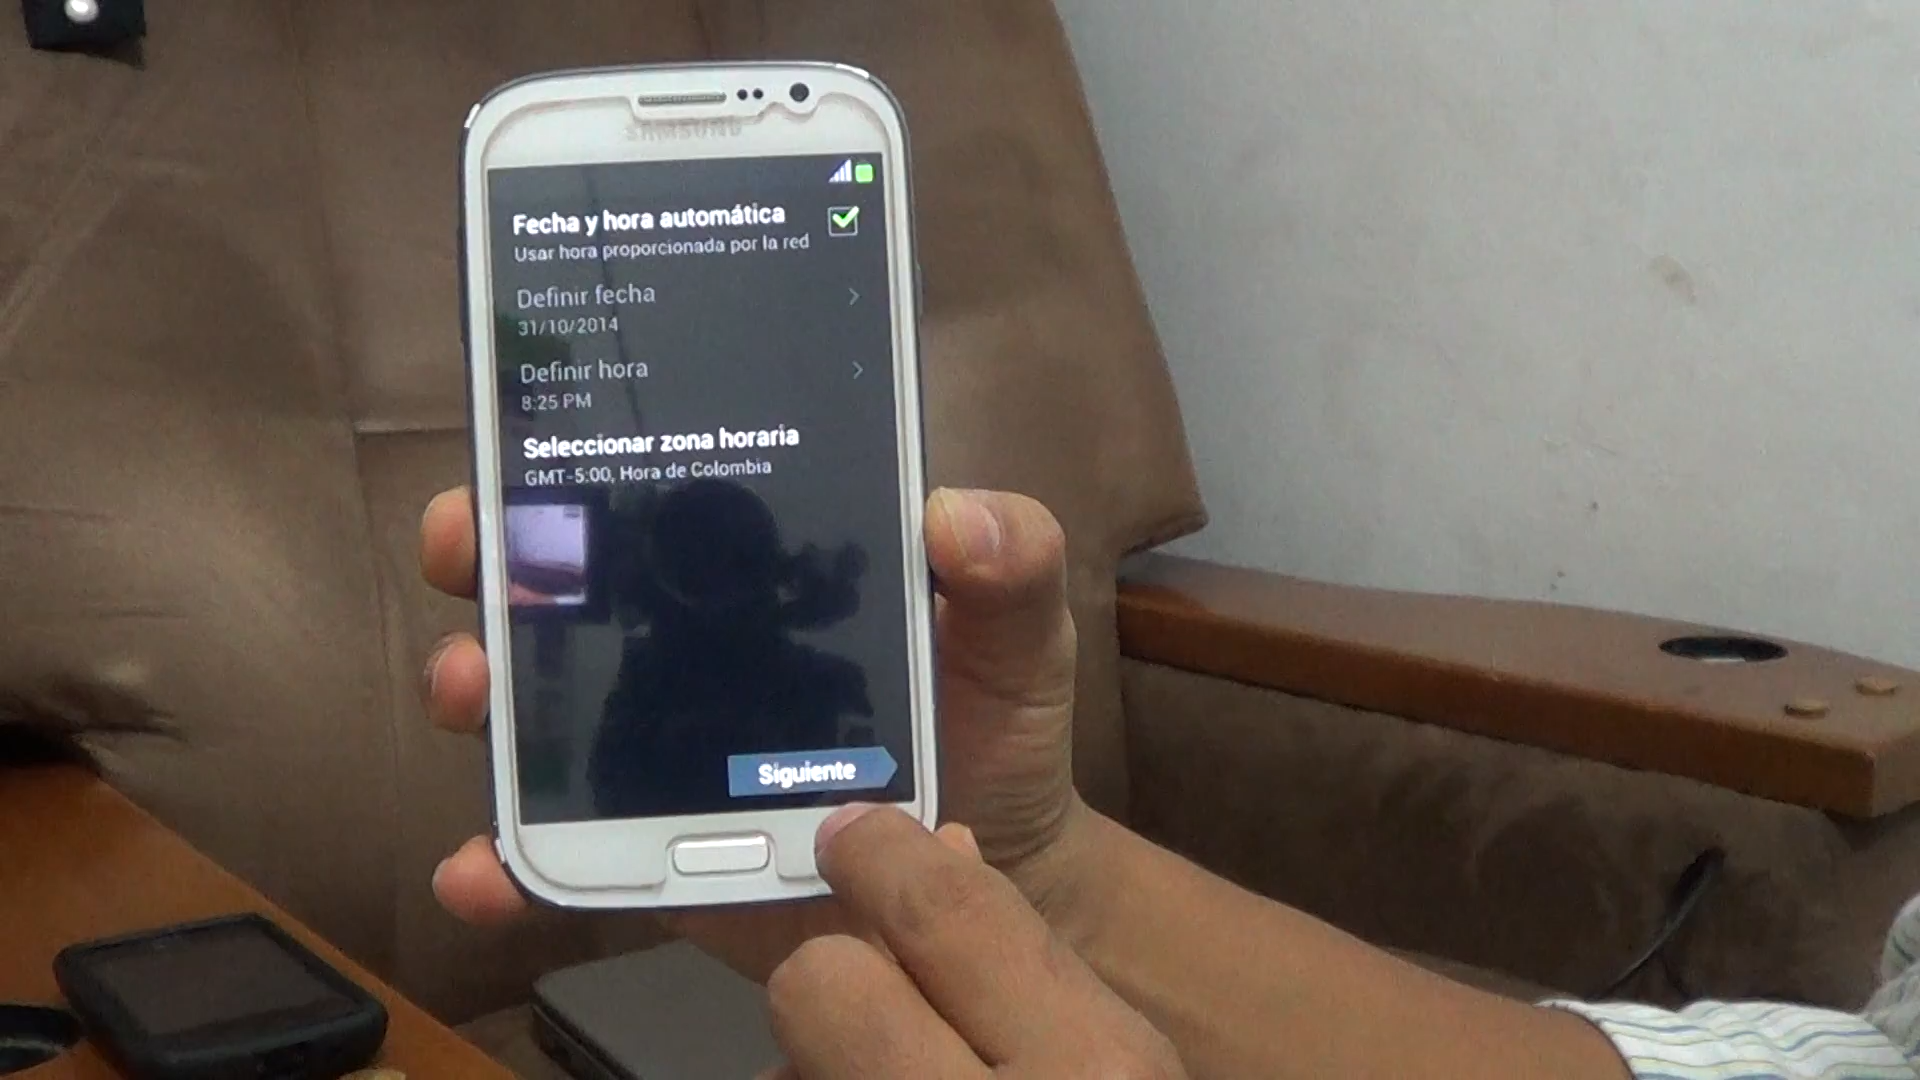 SAMSUNG
Fecha y hora automática
Usar hora proporcionada por la red
Definir fecha
31/10/2014
Definir hora
8:25 PM
Seleccionar zona horaria
GMT-5:00, Hora de Colombia
Siguiente